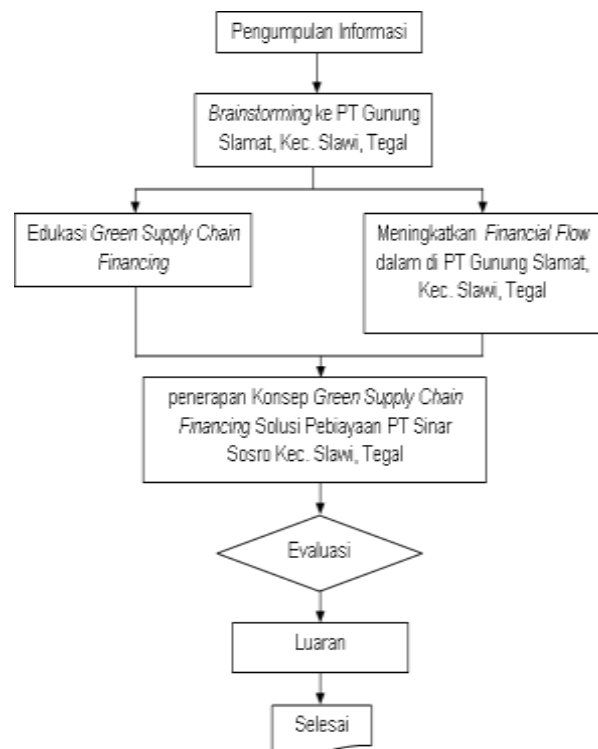 Pengumpulan Informasi
Brainstorming ke PT Gunung
Slamat, Kec. Slawi, Tegal
Edukasi Green Supply Chain
Financing
Meningkatkan Financial Flow
dalam di PT Gunung Slamat,
Kec. Slawi, Tegal
penerapan Konsep Green Supply Chain
Financing Solusi Pebiayaan PT Sinar
Sosro Kec. Slawi, Tegal
Evaluasi
Luaran
Selesai